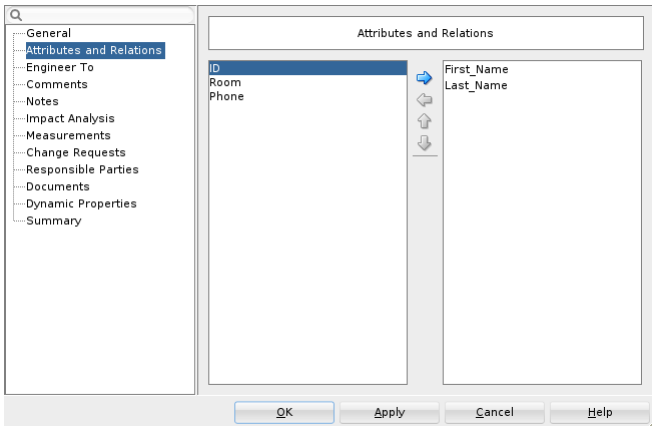 General
Attributes and Relations
Engineer To
Comments
Notes
Impact Analysis
Measurements
Change Requests
Responsible Parties
Documents
Dynamic Properties
Summary
Attributes and Relations
ID
Room
Phone
First_Name
Last_Name
OK
Apply
Cancel
Help